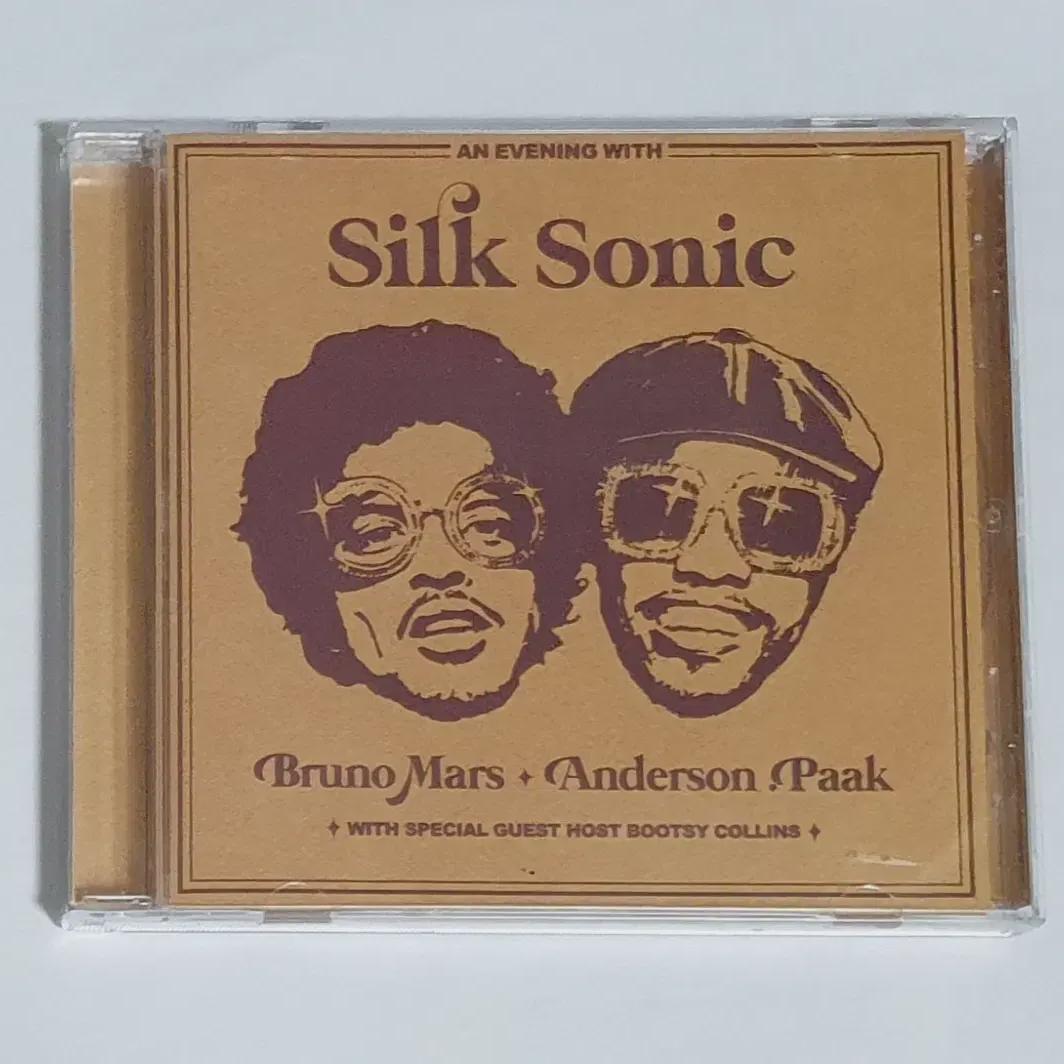 AN EVENING WITH
Silk Sonic
Bruno Mars ✦ Anderson .Paak
✦ WITH SPECIAL GUEST HOST BOOTSY COLLINS ✦